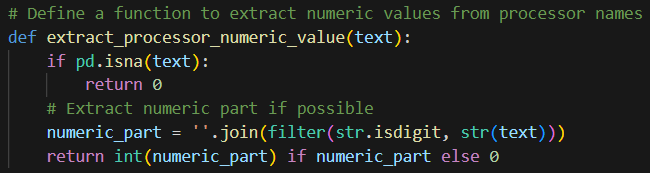 # Define a function to extract numeric values from processor names
def extract_processor_numeric_value(text):
    if pd.isna(text):
        return 0
    # Extract numeric part if possible
    numeric_part = ''.join(filter(str.isdigit, str(text)))
    return int(numeric_part) if numeric_part else 0